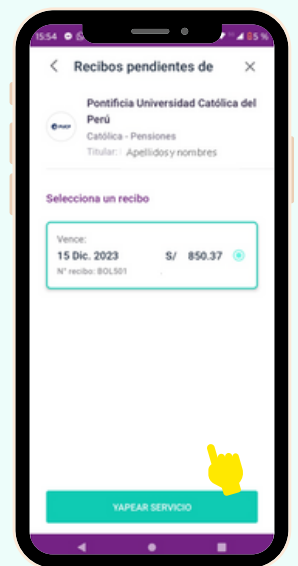 15:54
Recibos pendientes de
Pontificia Universidad Católica del
Perú
Católica - Pensiones
Titular: Apellidos y nombres
Selecciona un recibo
Vence:
15 Dic. 2023 S/ 850.37
N° recibo: BOLS01
YAPEAR SERVICIO